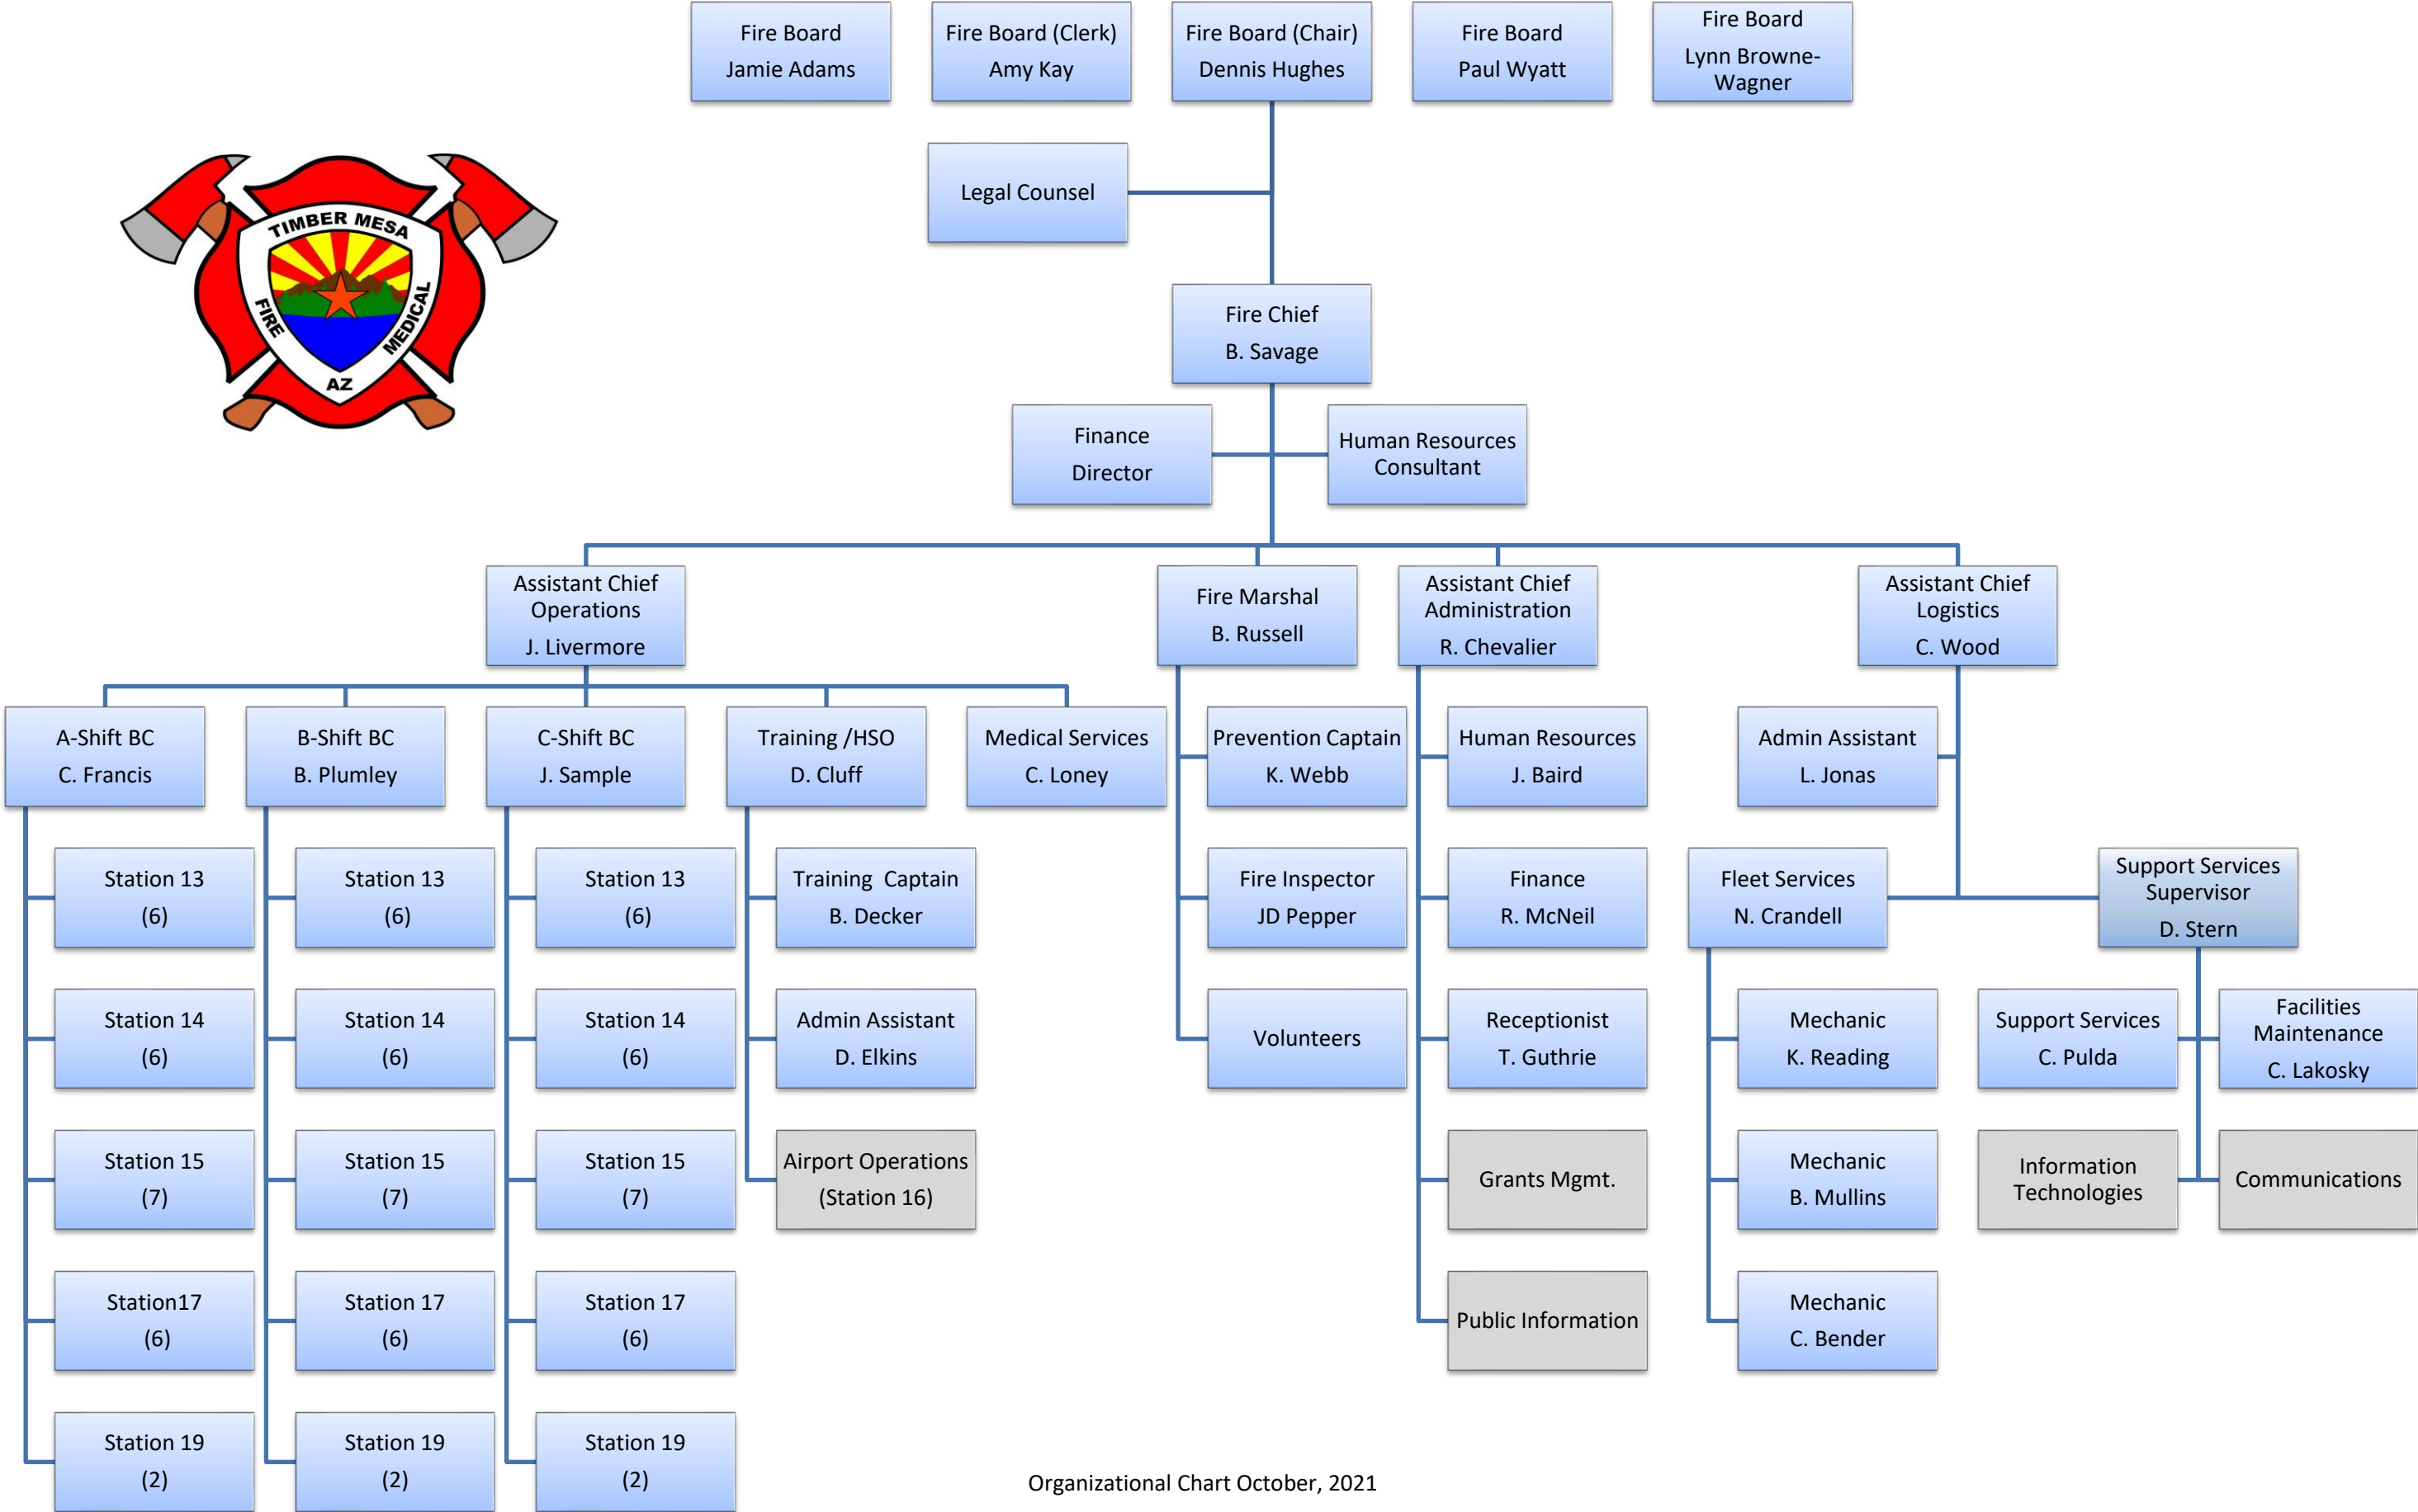 Fire Board
Jamie Adams
Fire Board (Clerk)
Amy Kay
Fire Board (Chair)
Dennis Hughes
Fire Board
Paul Wyatt
Fire Board
Lynn Browne-
Wagner
Legal Counsel
TIMBER MESA
FIRE
MEDICAL
AZ
Fire Chief
B. Savage
Finance
Director
Human Resources
Consultant
Assistant Chief
Operations
J. Livermore
Fire Marshal
B. Russell
Assistant Chief
Administration
R. Chevalier
Assistant Chief
Logistics
C. Wood
A-Shift BC
C. Francis
B-Shift BC
B. Plumley
C-Shift BC
J. Sample
Training /HSO
D. Cluff
Medical Services
C. Loney
Prevention Captain
K. Webb
Human Resources
J. Baird
Admin Assistant
L. Jonas
Station 13
(6)
Station 13
(6)
Station 13
(6)
Training  Captain
B. Decker
Fire Inspector
JD Pepper
Finance
R. McNeil
Fleet Services
N. Crandell
Support Services
Supervisor
D. Stern
Station 14
(6)
Station 14
(6)
Station 14
(6)
Admin Assistant
D. Elkins
Volunteers
Receptionist
T. Guthrie
Mechanic
K. Reading
Support Services
C. Pulda
Facilities
Maintenance
C. Lakosky
Station 15
(7)
Station 15
(7)
Station 15
(7)
Airport Operations
(Station 16)
Grants Mgmt.
Mechanic
B. Mullins
Information
Technologies
Communications
Station17
(6)
Station 17
(6)
Station 17
(6)
Public Information
Mechanic
C. Bender
Station 19
(2)
Station 19
(2)
Station 19
(2)
Organizational Chart October, 2021